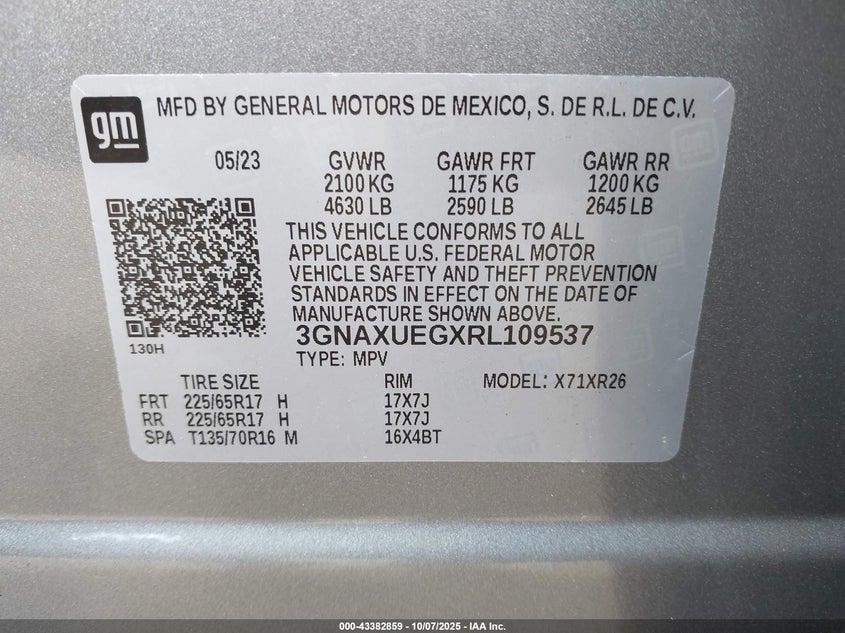 gm
MFD BY GENERAL MOTORS DE MEXICO, S. DE R.L. DE C.V.
05/23 GVWR GAWR FRT GAWR RR
2100 KG 1175 KG 1200 KG
4630 LB 2590 LB 2645 LB
THIS VEHICLE CONFORMS TO ALL
APPLICABLE U.S. FEDERAL MOTOR
VEHICLE SAFETY AND THEFT PREVENTION
STANDARDS IN EFFECT ON THE DATE OF
MANUFACTURE SHOWN ABOVE.
3GNAXUEGXRL109537
130H
TYPE: MPV
TIRE SIZE RIM MODEL: X71XR26
FRT 225/65R17 H 17X7J
RR 225/65R17 H 17X7J
SPA T135/70R16 M 16X4BT
000-43382859 - 10/07/2025 - IAA Inc.